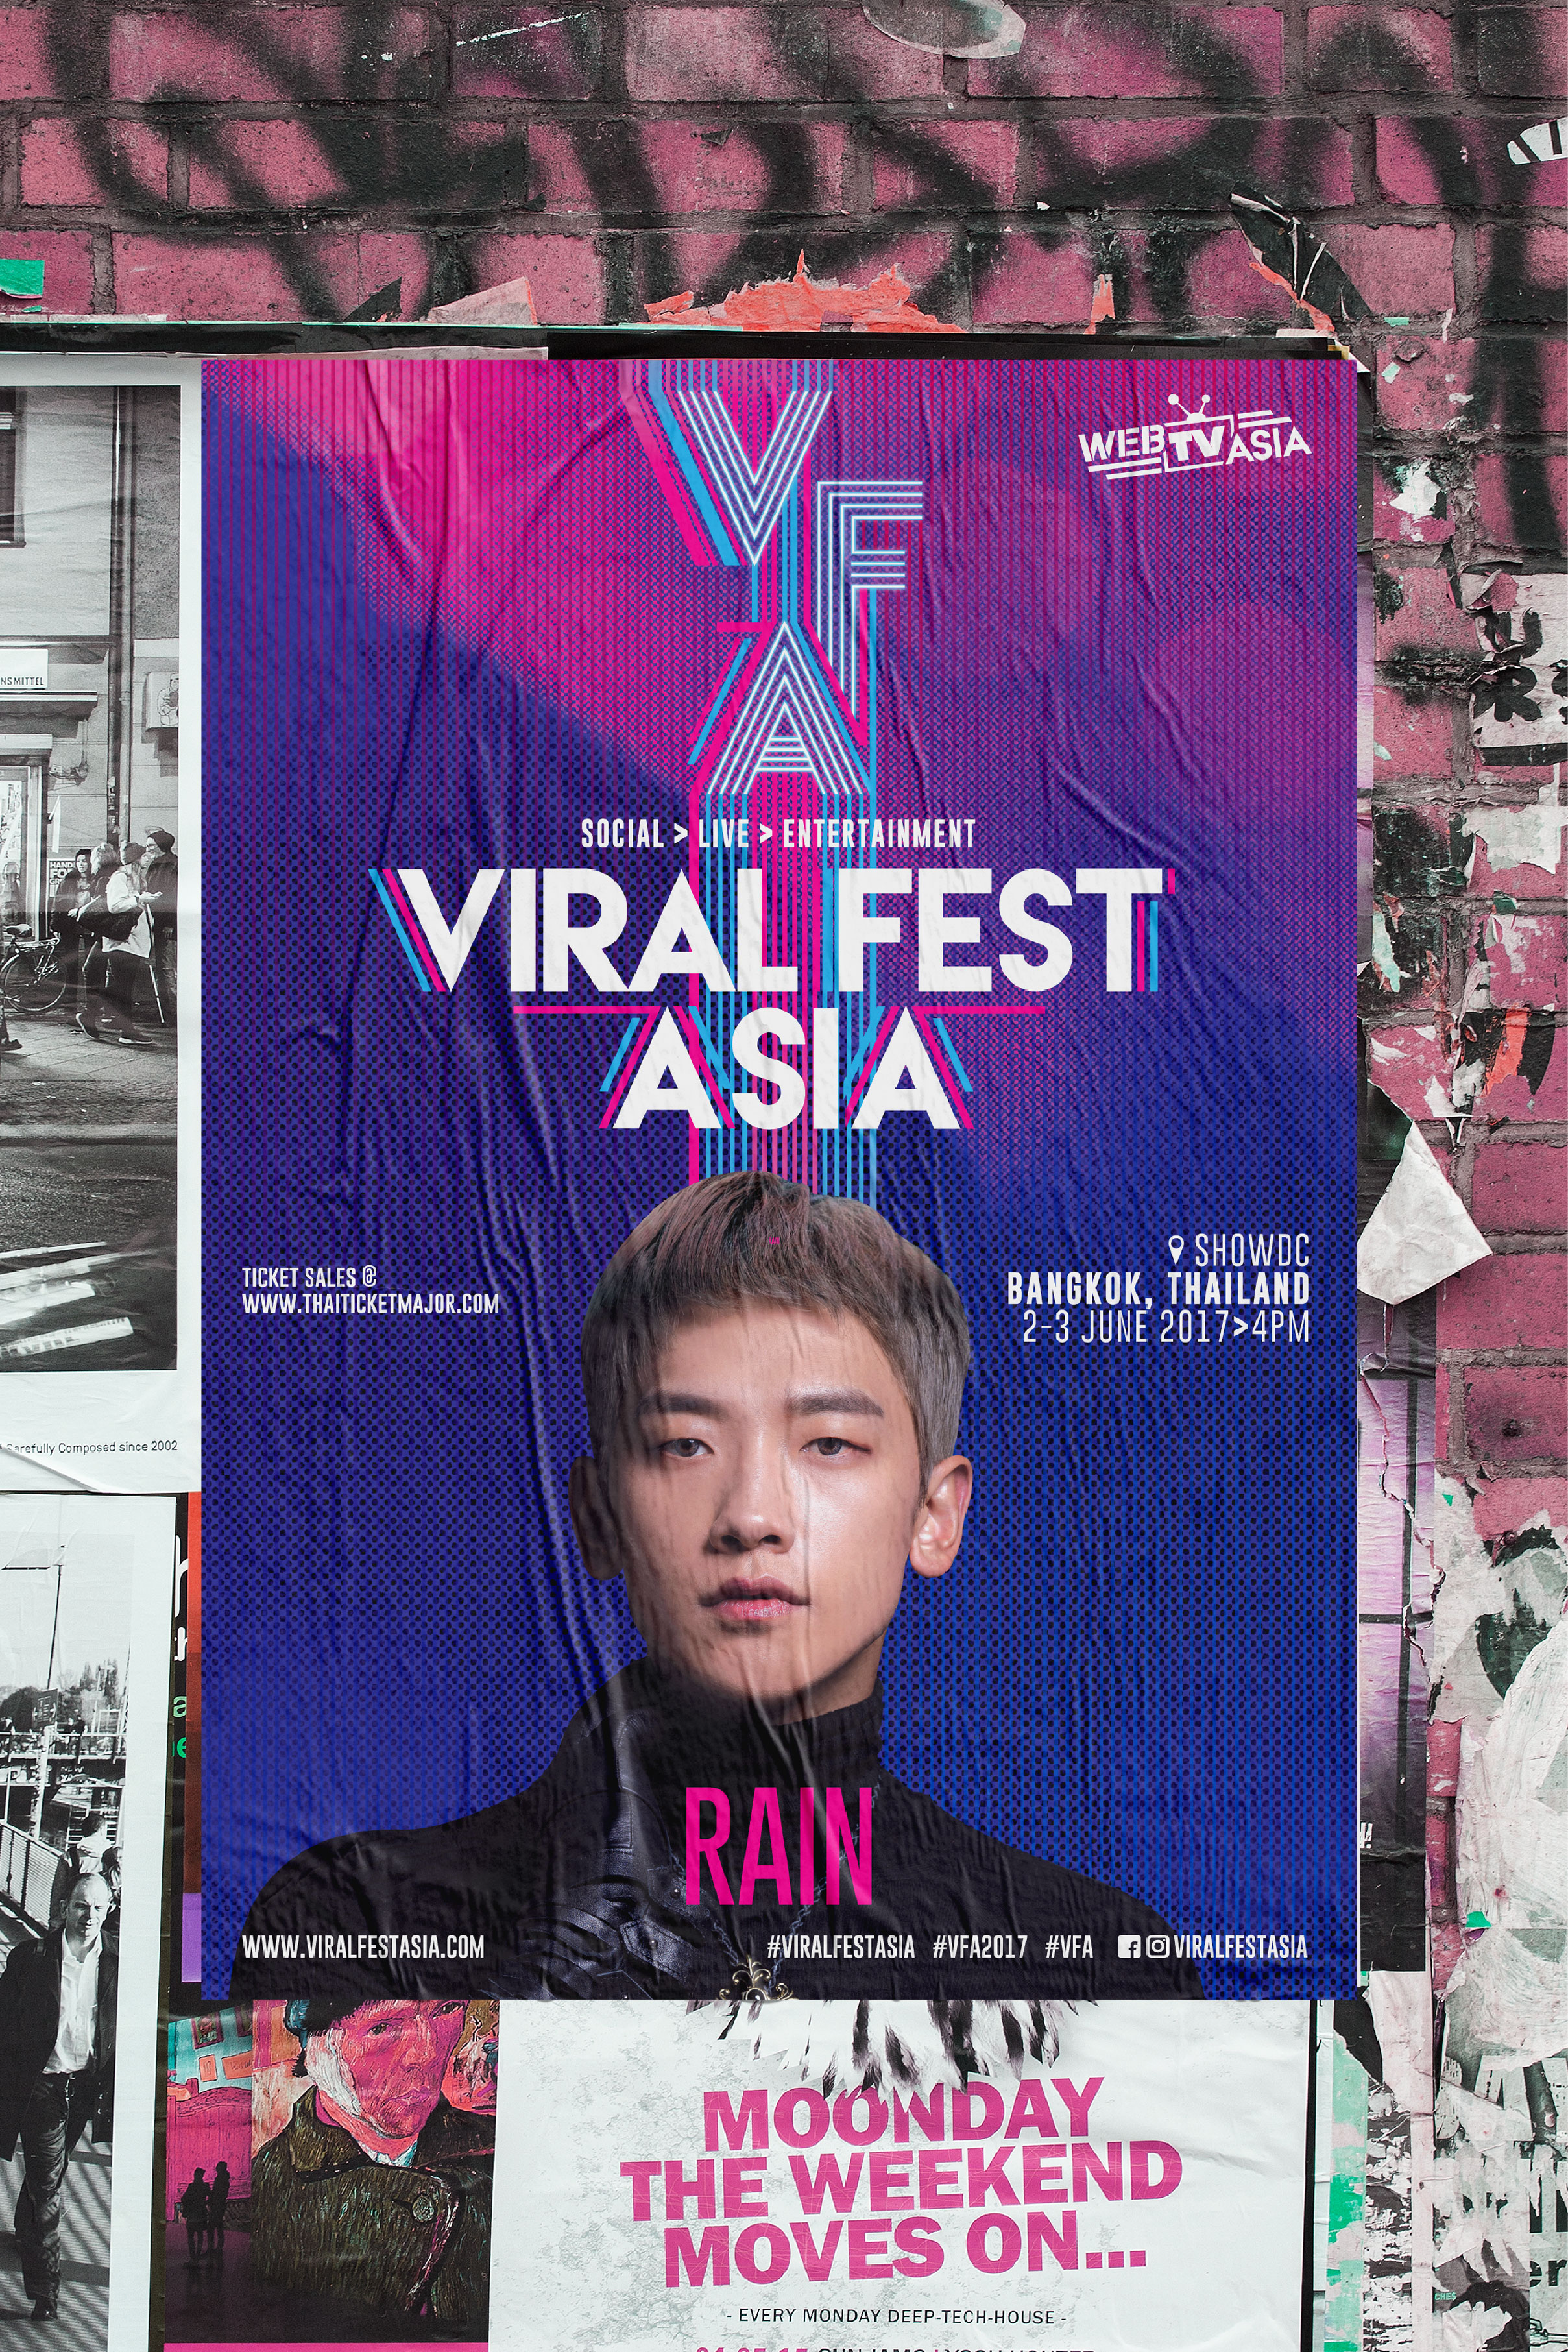 WEBTVASIA
VFA
SOCIAL > LIVE > ENTERTAINMENT
VIRAL FEST
ASIA
TICKET SALES @
WWW.THAITICKETMAJOR.COM
SHOWDC
BANGKOK, THAILAND
2-3 JUNE 2017>4PM
RAIN
WWW.VIRALFESTASIA.COM
#VIRALFESTASIA #VFA2017 #VFA VIRALFESTASIA
Carefully Composed since 2002
MOONDAY
THE WEEKEND
MOVES ON...
- EVERY MONDAY DEEP-TECH-HOUSE -